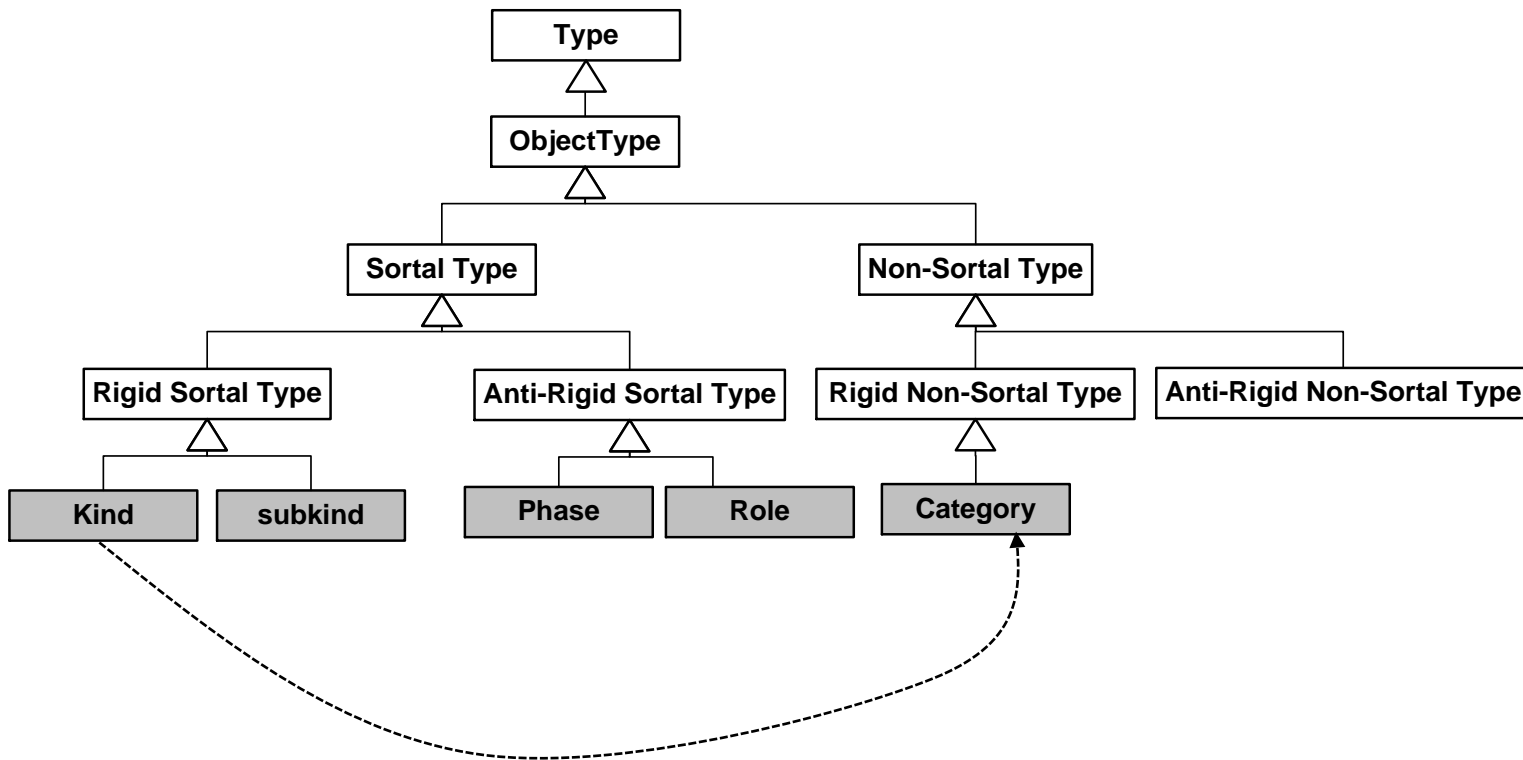 Type
ObjectType
Sortal Type
Non-Sortal Type
Rigid Sortal Type
Anti-Rigid Sortal Type
Rigid Non-Sortal Type
Anti-Rigid Non-Sortal Type
Kind
subkind
Phase
Role
Category